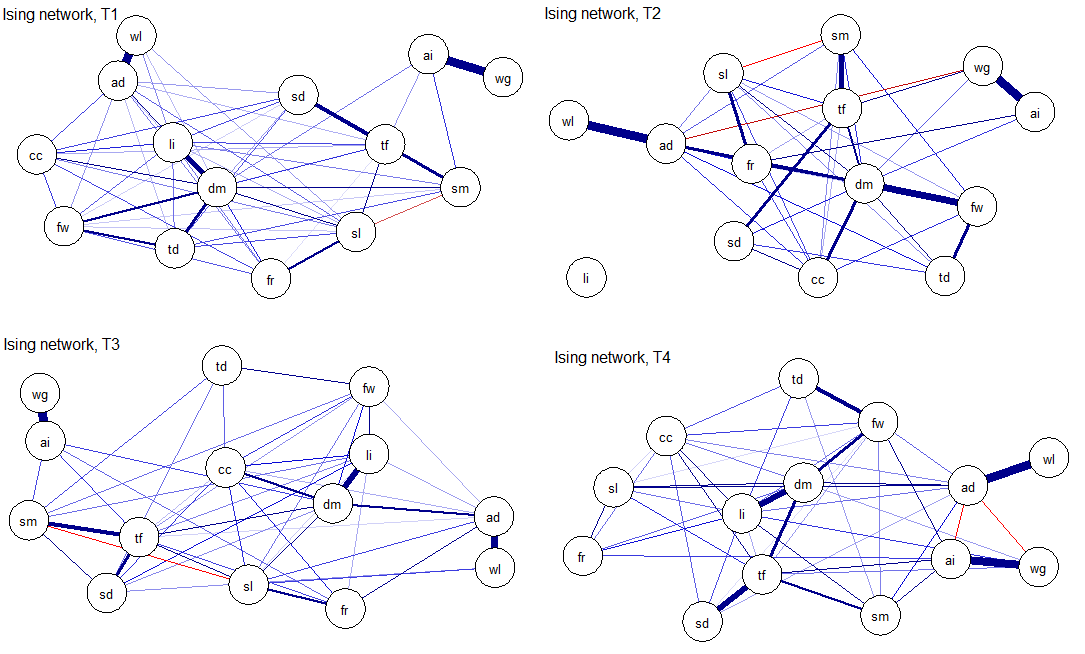 Ising network, T1
wl
ad
ai
wg
sd
cc
li
tf
dm
sm
fw
td
sl
fr
Ising network, T2
sm
sl
wg
tf
ai
wl
ad
fr
dm
fw
sd
li
cc
td
Ising network, T3
td
wg
fw
ai
li
cc
dm
sm
ad
tf
wl
sd
sl
fr
Ising network, T4
td
fw
cc
wl
sl
dm
ad
li
fr
ai
wg
tf
sd
sm